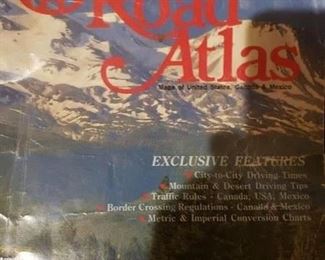 Road
Atlas
Maps of United States, Canada & Mexico
EXCLUSIVE FEATURES
City-to-City Driving Times
Mountain & Desert Driving Tips
Traffic Rules - Canada, USA, Mexico
Border Crossing Regulations - Canada & Mexico
Metric & Imperial Conversion Charts